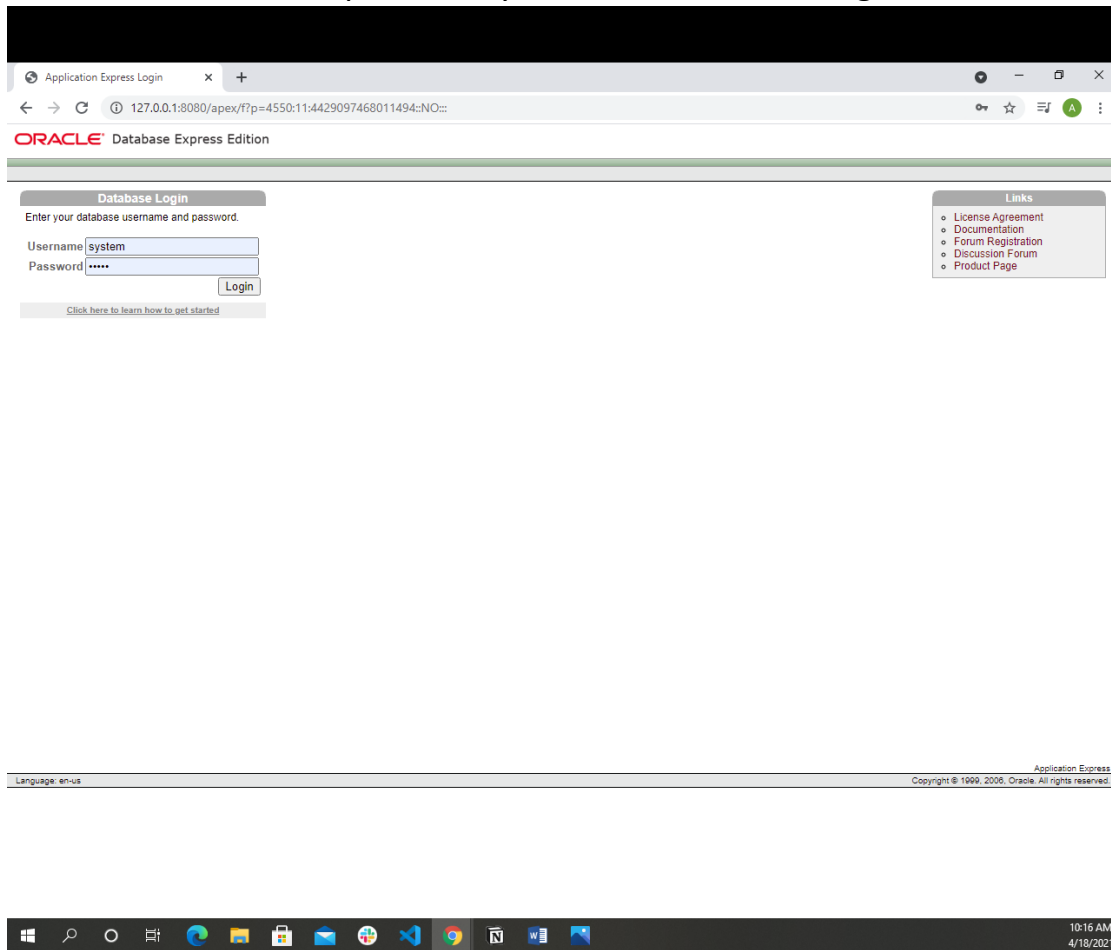 Application Express Login
127.0.0.1:8080/apex/f?p=4550:11:4429097468011494::NO:::
A
ORACLE Database Express Edition
Database Login
Enter your database username and password.
Username system
Password •••••
Login
Click here to learn how to get started
Links
License Agreement
Documentation
Forum Registration
Discussion Forum
Product Page
Application Express
Language: en-us
Copyright © 1999, 2006, Oracle. All rights reserved.
10:16 AM
4/18/202